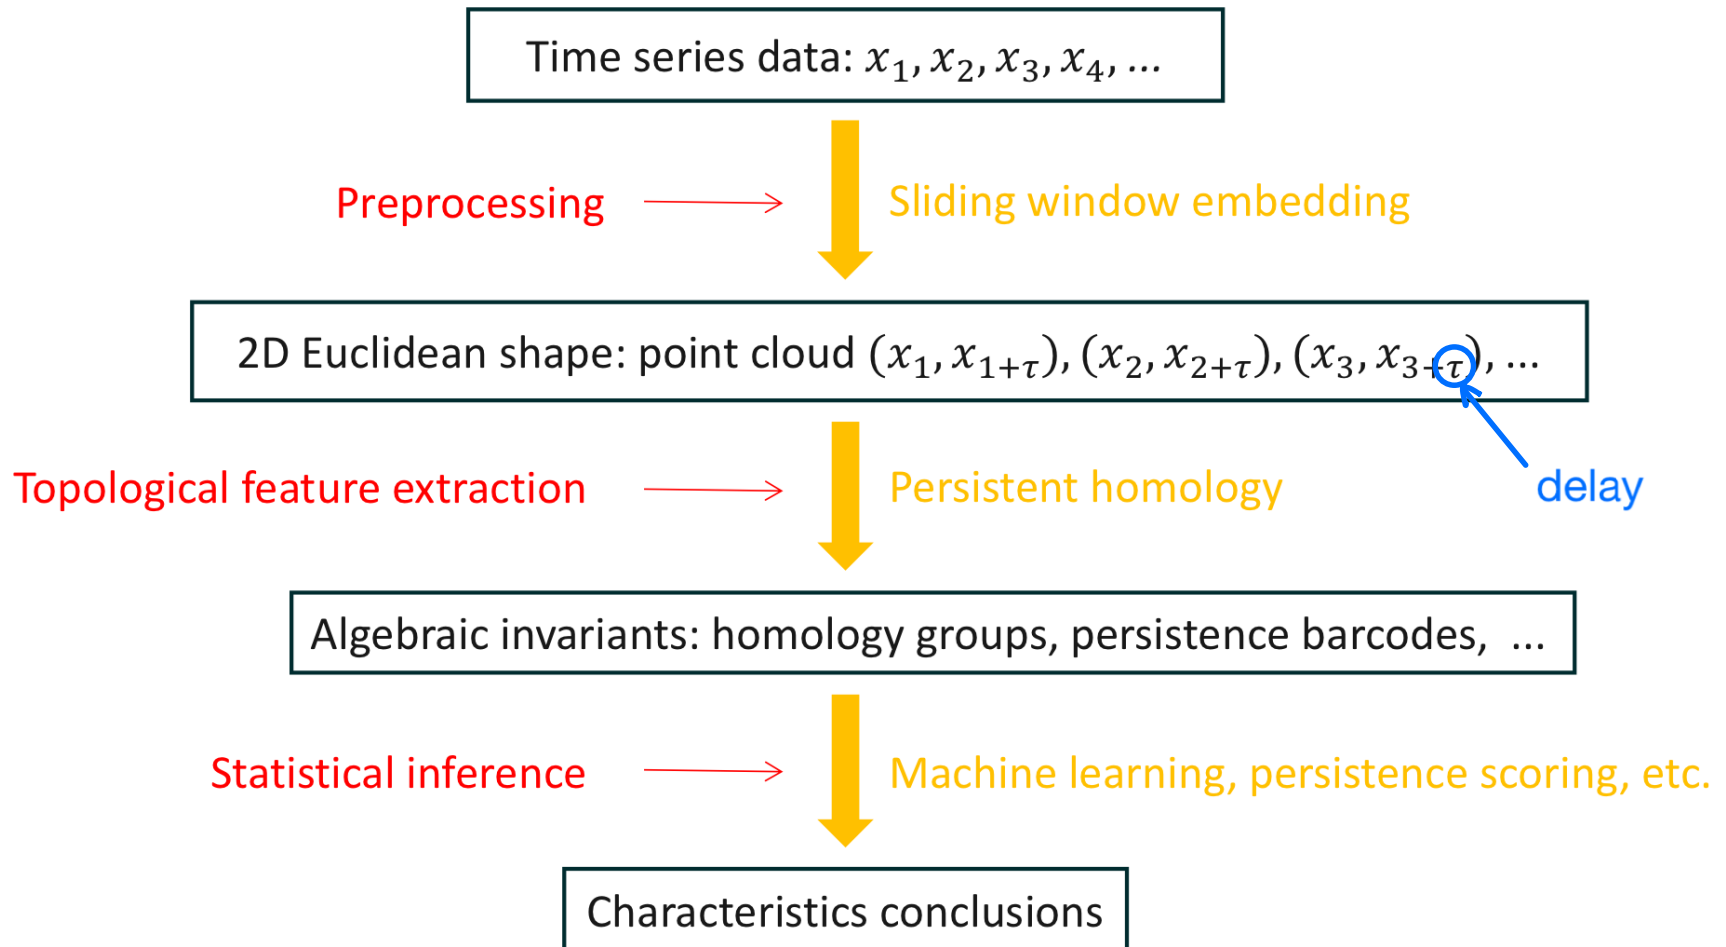 Time series data: x₁, x₂, x₃, x₄, ...
Preprocessing
Sliding window embedding
2D Euclidean shape: point cloud (x₁, x₁₊τ), (x₂, x₂₊τ), (x₃, x₃₊τ), ...
Topological feature extraction
Persistent homology
delay
Algebraic invariants: homology groups, persistence barcodes, ...
Statistical inference
Machine learning, persistence scoring, etc.
Characteristics conclusions